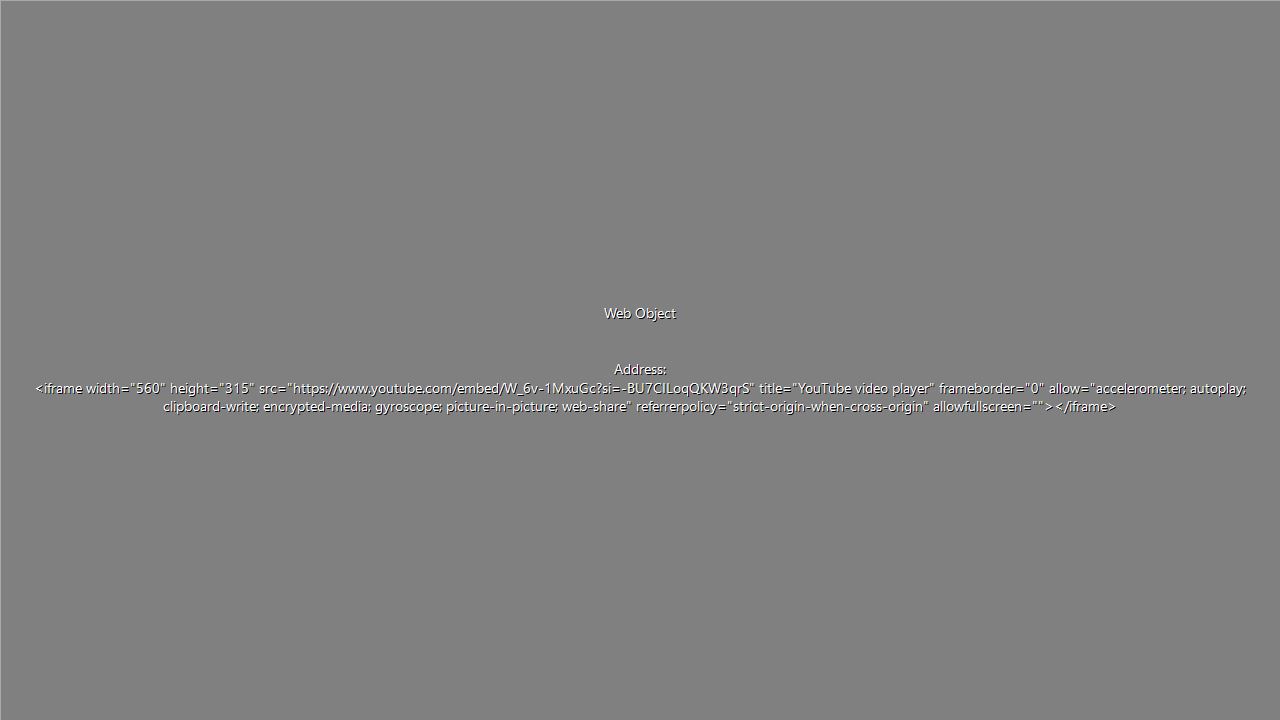 Web Object
Address:
<iframe width="560" height="315" src="https://www.youtube.com/embed/W_6v-1MxuGc?si=-BU7CILoqQKW3qrS" title="YouTube video player" frameborder="0" allow="accelerometer; autoplay;
clipboard-write; encrypted-media; gyroscope; picture-in-picture; web-share" referrerpolicy="strict-origin-when-cross-origin" allowfullscreen=""></iframe>